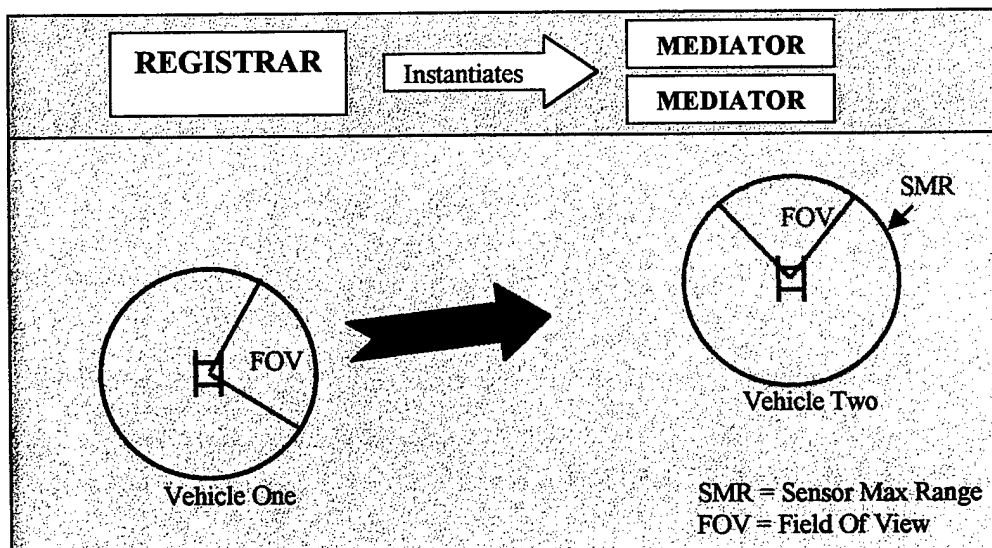 REGISTRAR
Instantiates
MEDIATOR
MEDIATOR
SMR
FOV
FOV
Vehicle Two
Vehicle One
SMR = Sensor Max Range
FOV = Field Of View